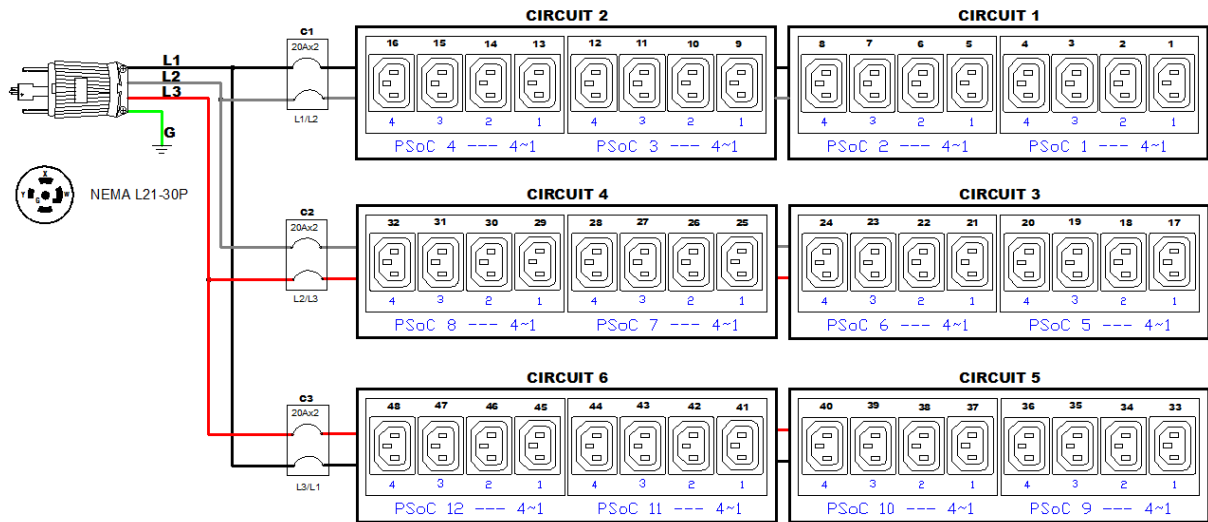 CIRCUIT 2 CIRCUIT 1
C1
20Ax2
16 15 14 13 12 11 10 9 8 7 6 5 4 3 2 1
L1
L2
L3
L1/L2
4 3 2 1 4 3 2 1 4 3 2 1 4 3 2 1
G
PSoC 4 --- 4~1 PSoC 3 --- 4~1 PSoC 2 --- 4~1 PSoC 1 --- 4~1
X
Y G W
NEMA L21-30P
CIRCUIT 4 CIRCUIT 3
C2
20Ax2
32 31 30 29 28 27 26 25 24 23 22 21 20 19 18 17
L2/L3
4 3 2 1 4 3 2 1 4 3 2 1 4 3 2 1
PSoC 8 --- 4~1 PSoC 7 --- 4~1 PSoC 6 --- 4~1 PSoC 5 --- 4~1
CIRCUIT 6 CIRCUIT 5
C3
20Ax2
48 47 46 45 44 43 42 41 40 39 38 37 36 35 34 33
L3/L1
4 3 2 1 4 3 2 1 4 3 2 1 4 3 2 1
PSoC 12 --- 4~1 PSoC 11 --- 4~1 PSoC 10 --- 4~1 PSoC 9 --- 4~1